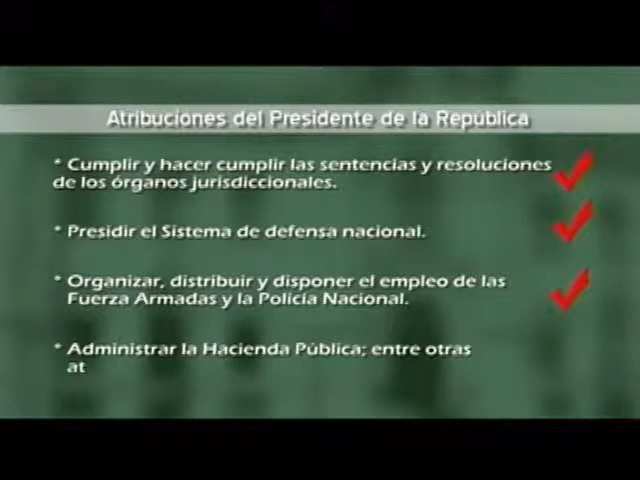 Atribuciones del Presidente de la República
* Cumplir y hacer cumplir las sentencias y resoluciones
de los órganos jurisdiccionales.
* Presidir el Sistema de defensa nacional.
* Organizar, distribuir y disponer el empleo de las
Fuerza Armadas y la Policía Nacional.
* Administrar la Hacienda Pública; entre otras
at